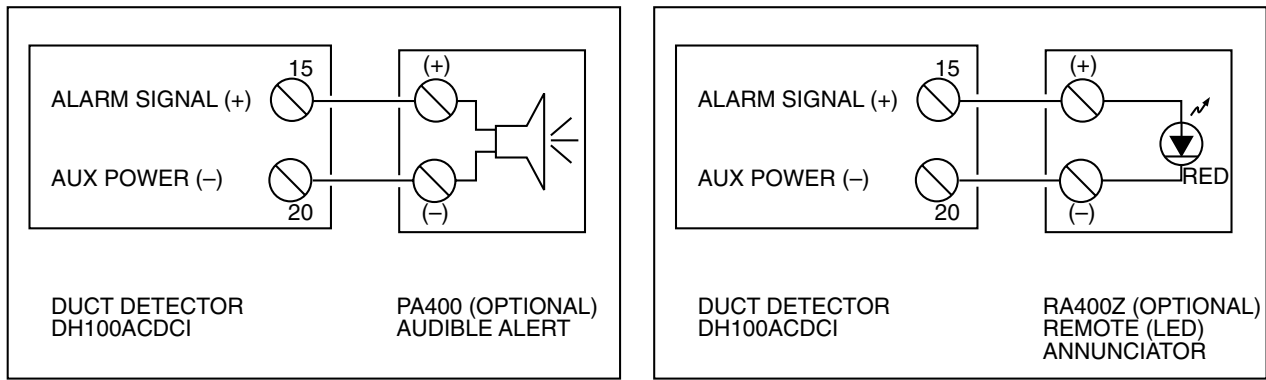 15
(+)
ALARM SIGNAL (+)
AUX POWER (–)
20
(–)
DUCT DETECTOR
DH100ACDCI
PA400 (OPTIONAL)
AUDIBLE ALERT
15
(+)
ALARM SIGNAL (+)
AUX POWER (–)
RED
20
(–)
DUCT DETECTOR
DH100ACDCI
RA400Z (OPTIONAL)
REMOTE (LED)
ANNUNCIATOR